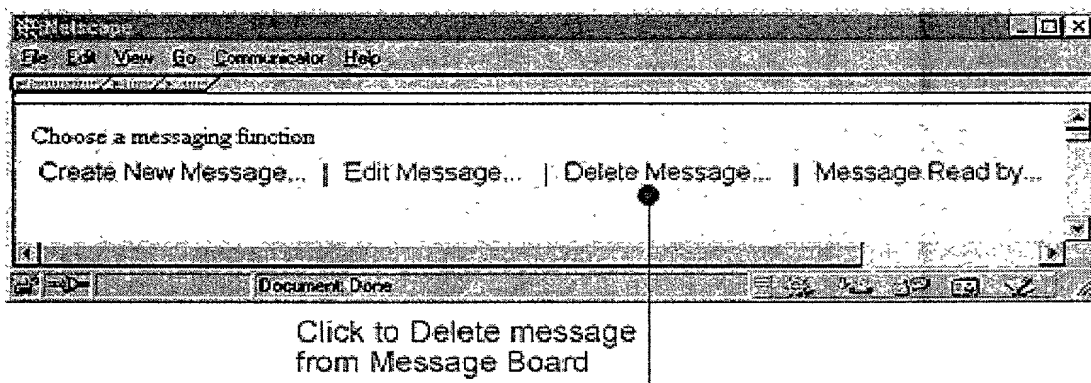 Netscape
File Edit View Go Communicator Help
Choose a messaging function
Create New Message... | Edit Message... | Delete Message... | Message Read by...
Document: Done
Click to Delete message
from Message Board